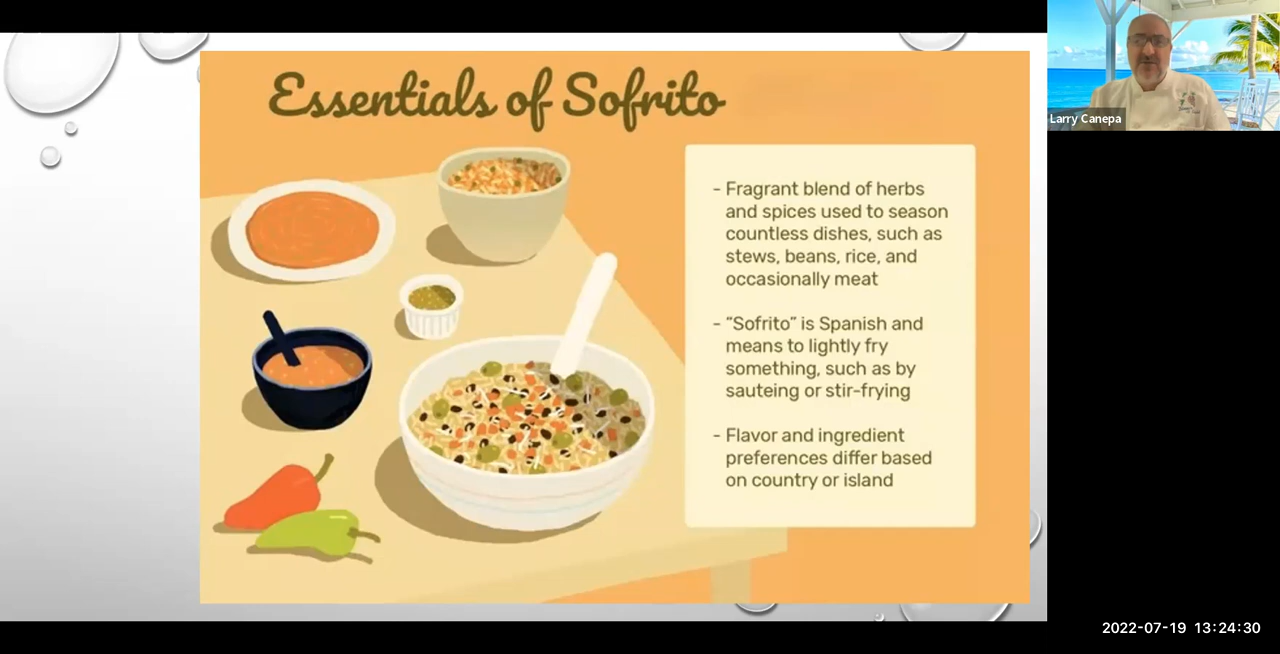 Essentials of Sofrito
- Fragrant blend of herbs
and spices used to season
countless dishes, such as
stews, beans, rice, and
occasionally meat
- "Sofrito” is Spanish and
means to lightly fry
something, such as by
sauteing or stir-frying
- Flavor and ingredient
preferences differ based
on country or island
Larry Canepa
2022-07-19 13:24:30